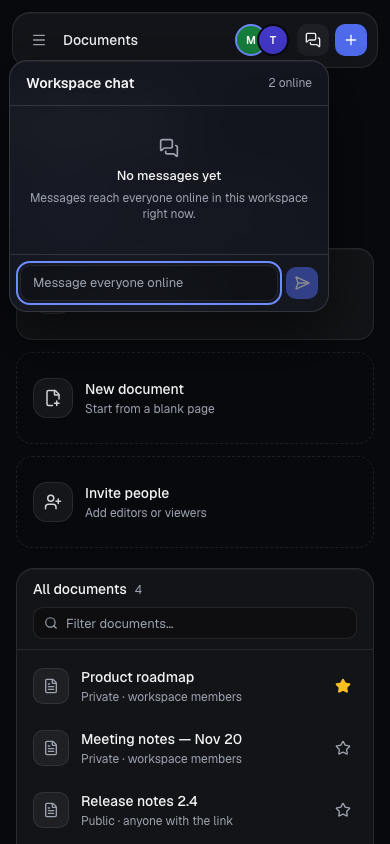 Documents
M
T
Workspace chat
2 online
No messages yet
Messages reach everyone online in this workspace
right now.
Message everyone online
New document
Start from a blank page
Invite people
Add editors or viewers
All documents 4
Filter documents...
Product roadmap
Private · workspace members
Meeting notes — Nov 20
Private · workspace members
Release notes 2.4
Public · anyone with the link